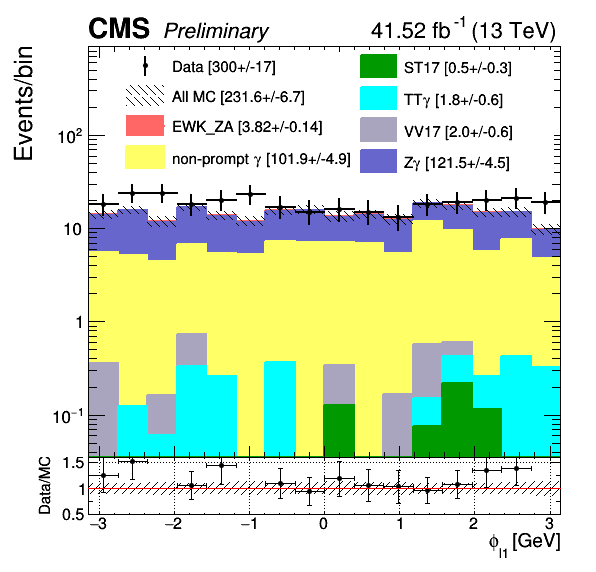 CMS Preliminary 41.52 fb⁻¹ (13 TeV)
Events/bin
Data [300+/-17]
All MC [231.6+/-6.7]
EWK_ZA [3.82+/-0.14]
non-prompt γ [101.9+/-4.9]
ST17 [0.5+/-0.3]
TTγ [1.8+/-0.6]
VV17 [2.0+/-0.6]
Zγ [121.5+/-4.5]
10²
10
1
10⁻¹
Data/MC
1.5
1
0.5
−3 −2 −1 0 1 2 3
ϕ_l1 [GeV]